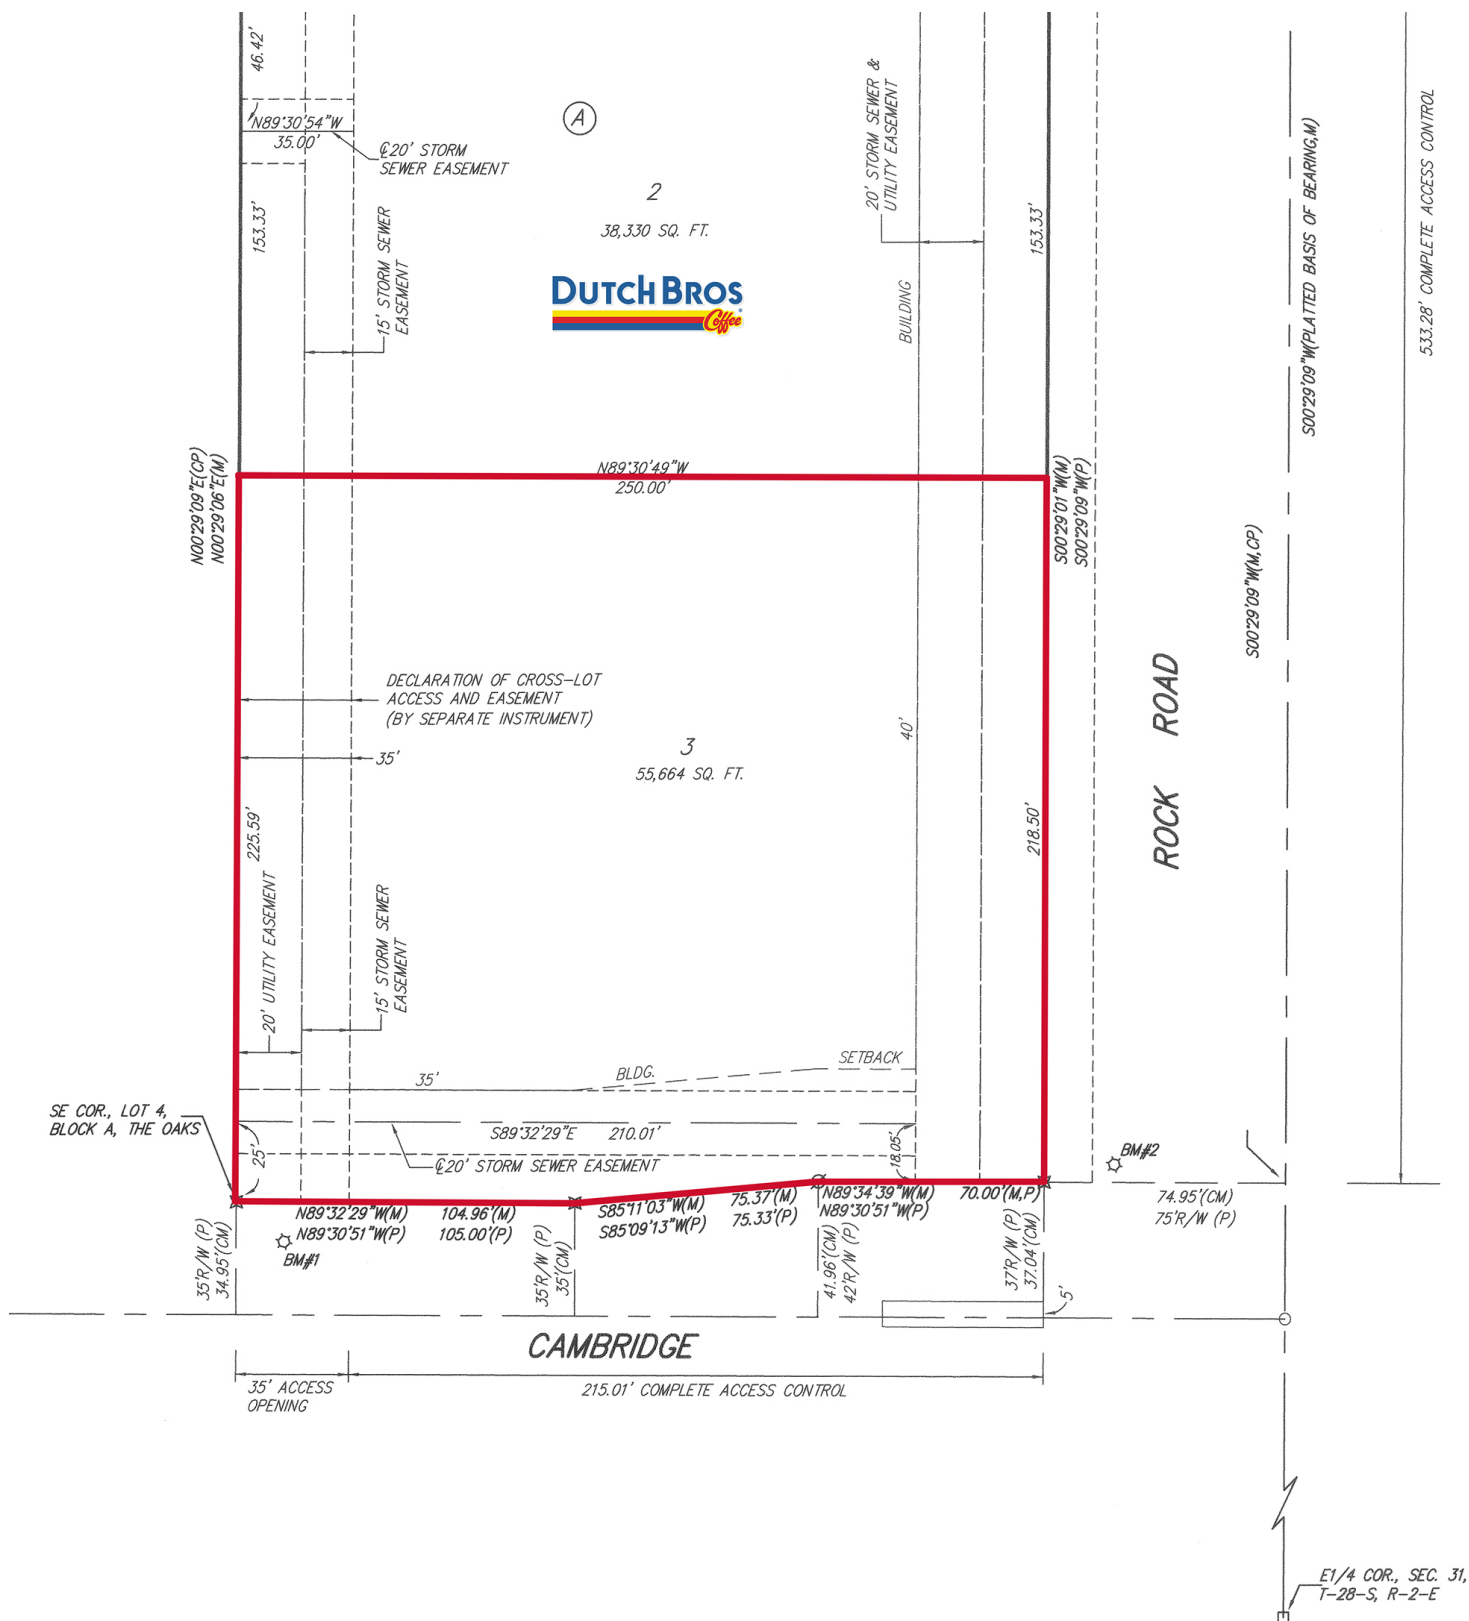 46.42'
N89°30'54"W
35.00'
℄20' STORM
SEWER EASEMENT
153.33'
15' STORM SEWER
EASEMENT
A
2
38,330 SQ. FT.
DUTCH BROS
Coffee
20' STORM SEWER &
UTILITY EASEMENT
BUILDING
153.33'
S00°29'09"W(PLATTED BASIS OF BEARING,M)
533.28' COMPLETE ACCESS CONTROL
N00°29'09"E(CP)
N00°29'06"E(M)
N89°30'49"W
250.00'
S00°29'01"W(M)
S00°29'09"W(P)
S00°29'09"W(M,CP)
DECLARATION OF CROSS-LOT
ACCESS AND EASEMENT
(BY SEPARATE INSTRUMENT)
35'
3
55,664 SQ. FT.
40'
ROCK ROAD
225.59'
218.50'
20' UTILITY EASEMENT
15' STORM SEWER
EASEMENT
35'
BLDG.
SETBACK
SE COR., LOT 4,
BLOCK A, THE OAKS
25'
S89°32'29"E 210.01'
℄20' STORM SEWER EASEMENT
18.05'
BM#2
N89°32'29"W(M) 104.96'(M)
N89°30'51"W(P) 105.00'(P)
S85°11'03"W(M) 75.37'(M)
S85°09'13"W(P) 75.33'(P)
N89°34'39"W(M) 70.00'(M,P)
N89°30'51"W(P)
74.95'(CM)
75'R/W (P)
BM#1
35'R/W (P)
34.95'(CM)
35'R/W (P)
35'(CM)
41.96'(CM)
42'R/W (P)
37'R/W (P)
37.04'(CM)
5'
CAMBRIDGE
35' ACCESS
OPENING
215.01' COMPLETE ACCESS CONTROL
E1/4 COR., SEC. 31,
T-28-S, R-2-E